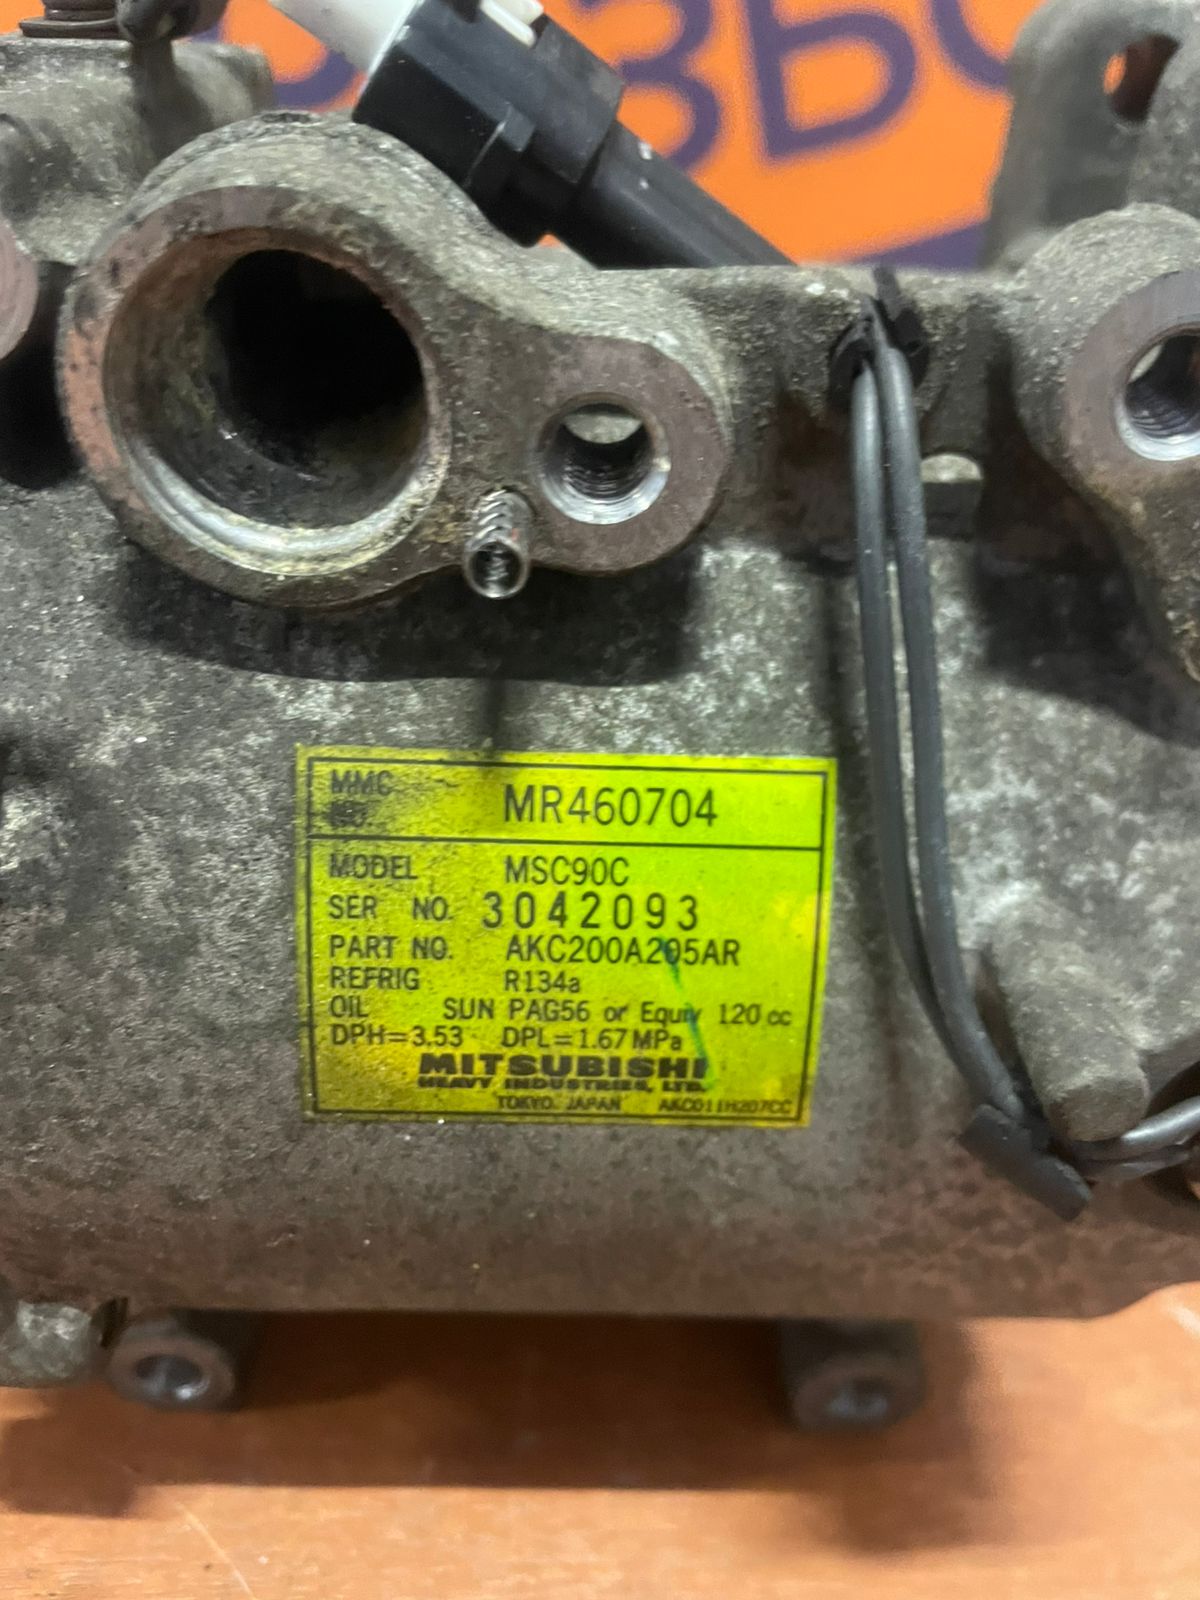 ЗЬ
MMC NO. MR460704
MODEL MSC90C
SER NO. 3042093
PART NO. AKC200A205AR
REFRIG R134a
OIL SUN PAG56 or Equiv 120 cc
DPH=3.53 DPL=1.67 MPa
MITSUBISHI
HEAVY INDUSTRIES, LTD.
TOKYO JAPAN AKC011H207CC